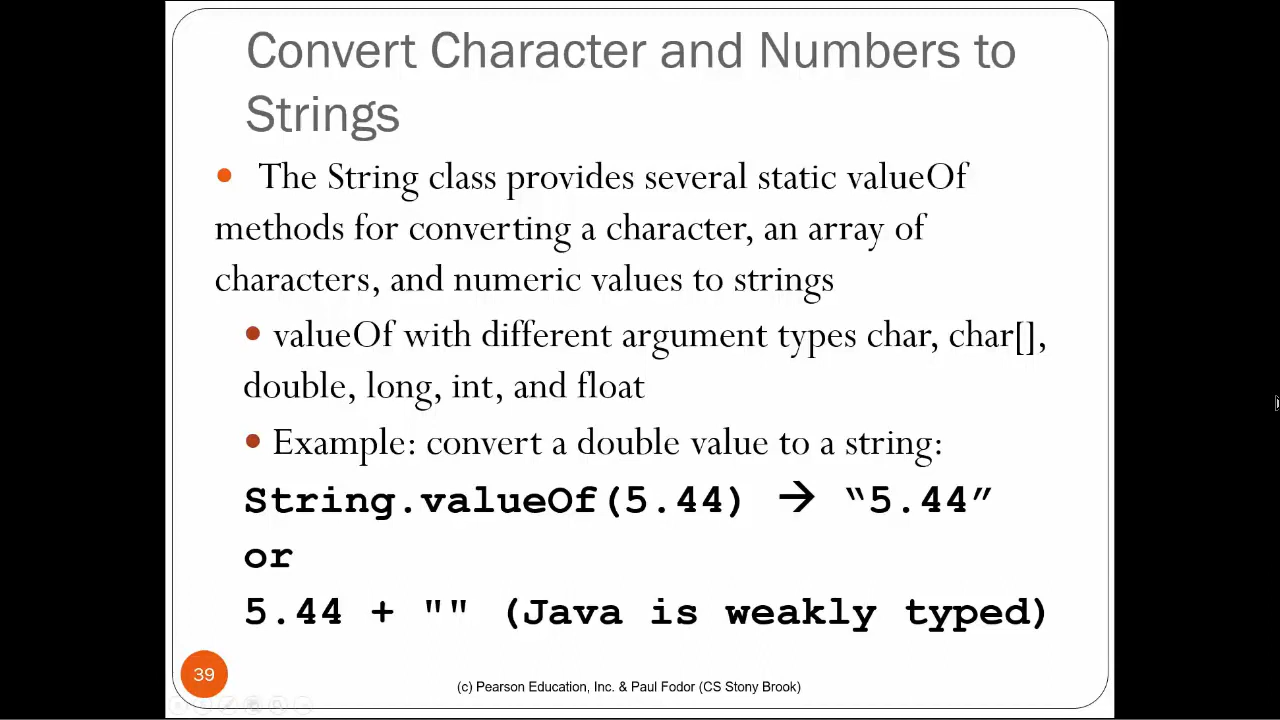 Convert Character and Numbers to
Strings
• The String class provides several static valueOf
methods for converting a character, an array of
characters, and numeric values to strings
• valueOf with different argument types char, char[],
double, long, int, and float
• Example: convert a double value to a string:
String.valueOf(5.44) → “5.44”
or
5.44 + "" (Java is weakly typed)
39
(c) Pearson Education, Inc. & Paul Fodor (CS Stony Brook)